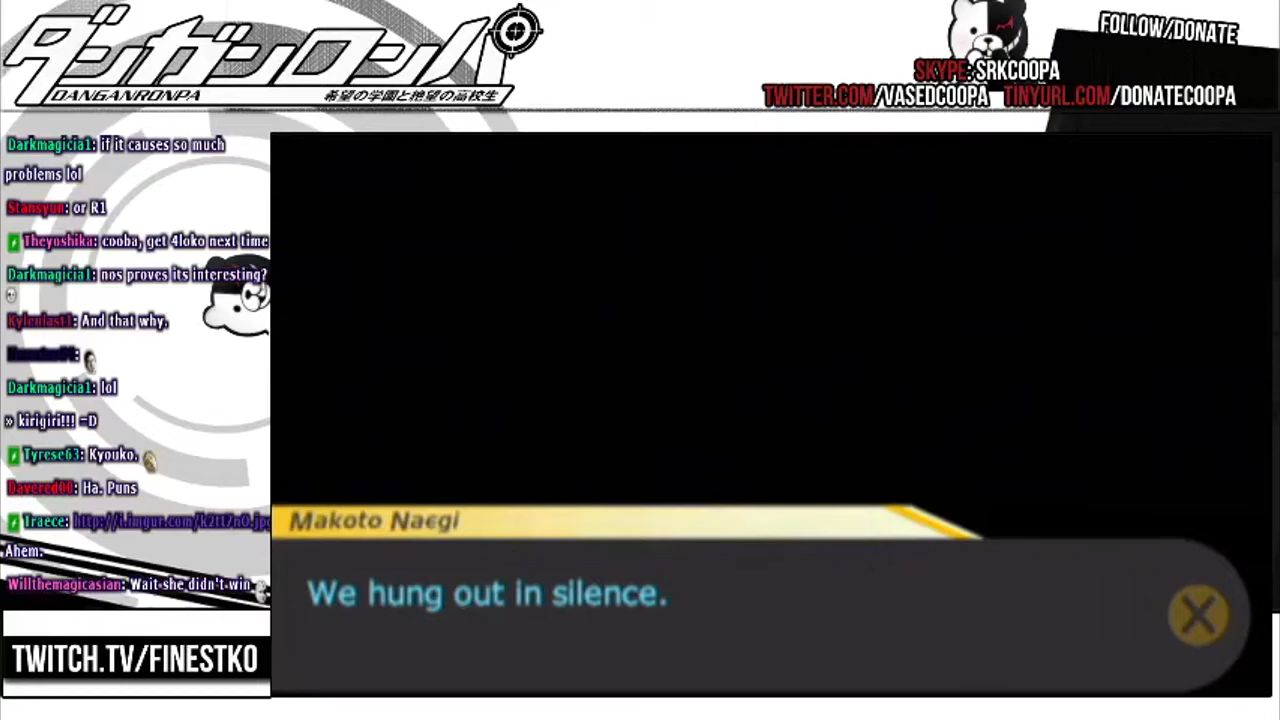 ダンガンロンパ
DANGANRONPA 希望の学園と絶望の高校生
FOLLOW/DONATE
SKYPE: SRKCOOPA
TWITTER.COM/VASEDCOOPA TINYURL.COM/DONATECOOPA
Darkmagicia1: if it causes so much
problems lol
Stansyun: or R1
Theyoshika: cooba, get 4loko next time
Darkmagicia1: nos proves its interesting?
Kylenlast1: And that why.
Darkmagicia1: lol
» kirigiri!!! =D
Tyrese63: Kyouko.
Davered00: Ha. Puns
Traece:
Ahem:
Willthemagicasian: Wait she didn't win
TWITCH.TV/FINESTKO
Makoto Naegi
We hung out in silence.